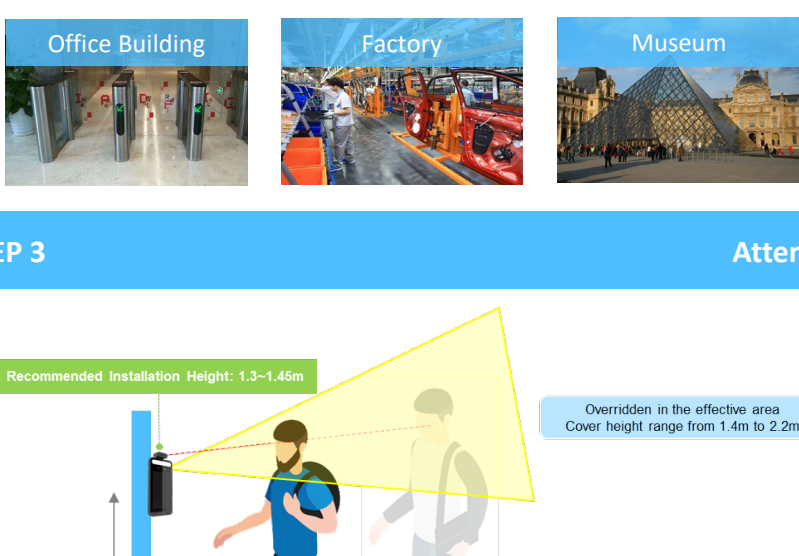 Office Building
Factory
Museum
EP 3
Atten
Recommended Installation Height: 1.3~1.45m
Overridden in the effective area
Cover height range from 1.4m to 2.2m